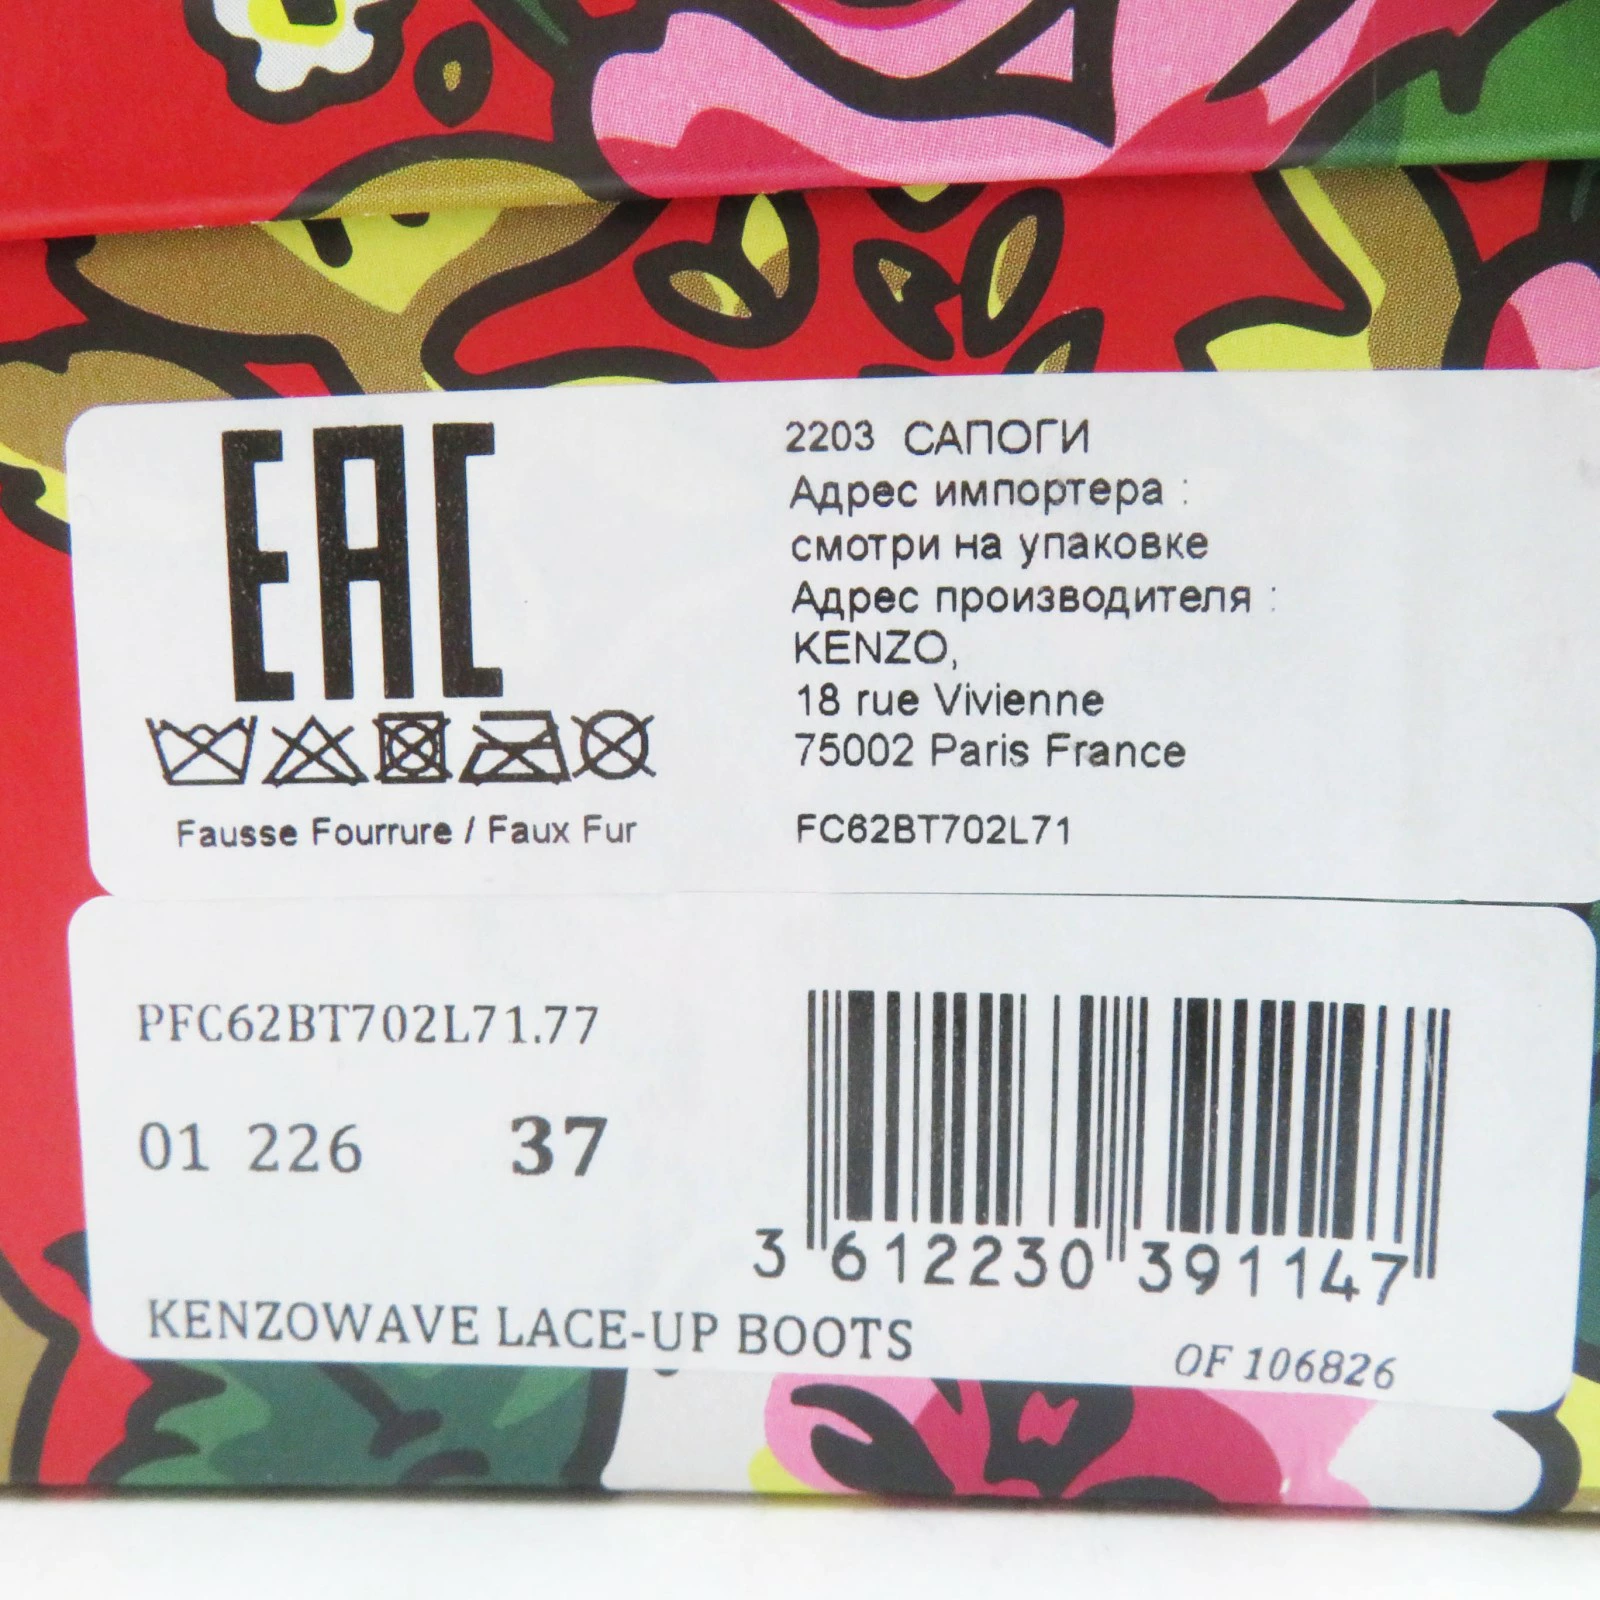 EAC
Fausse Fourrure / Faux Fur
2203 САПОГИ
Адрес импортера :
смотри на упаковке
Адрес производителя :
KENZO,
18 rue Vivienne
75002 Paris France
FC62BT702L71
PFC62BT702L71.77
01 226 37
3 612230 391147
KENZOWAVE LACE-UP BOOTS
OF 106826